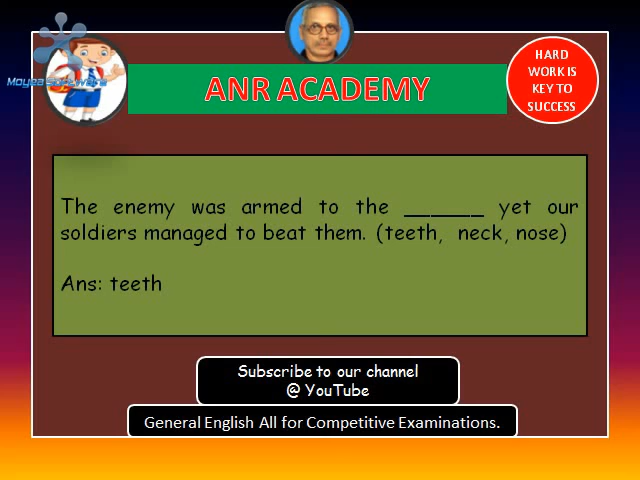 Moyea Software
ANR ACADEMY
HARD
WORK IS
KEY TO
SUCCESS
The enemy was armed to the ______ yet our
soldiers managed to beat them. (teeth, neck, nose)
Ans: teeth
Subscribe to our channel
@ YouTube
General English All for Competitive Examinations.